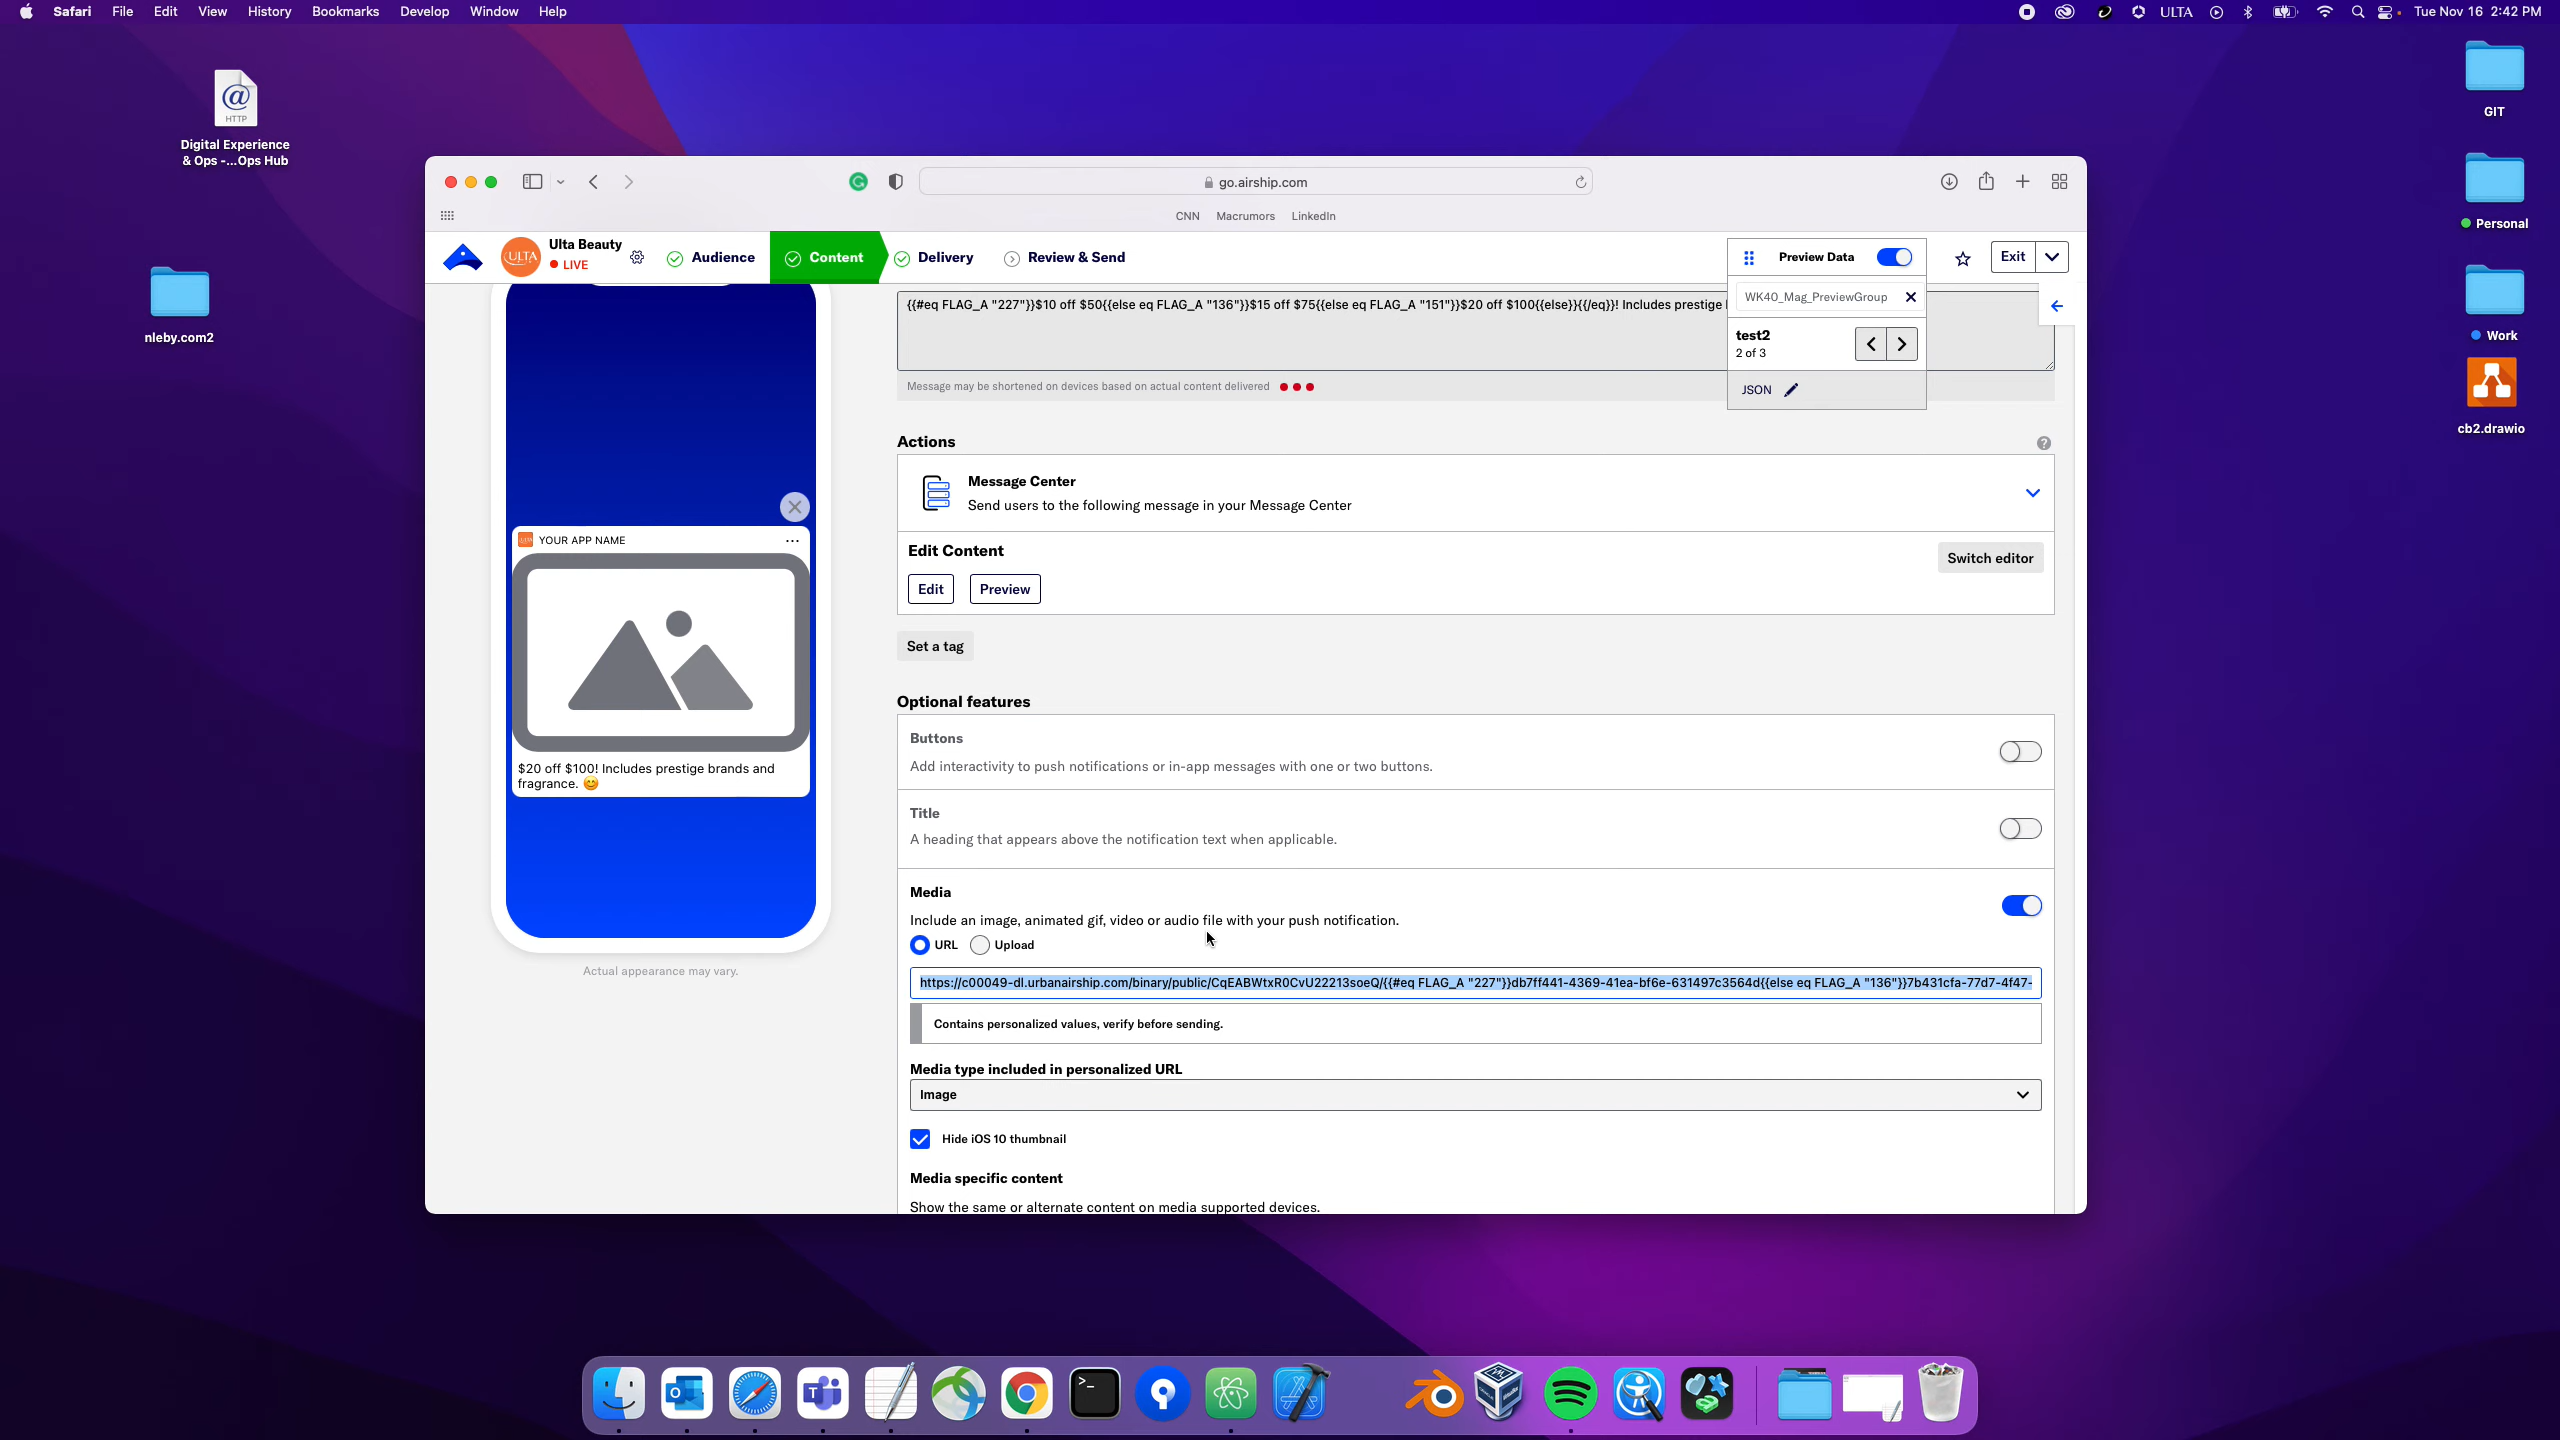 Safari File Edit View History Bookmarks Develop Window Help
ULTA
Tue Nov 16 2:42 PM
@
HTTP
Digital Experience
& Ops -...Ops Hub
nleby.com2
GIT
Personal
Work
cb2.drawio
go.airship.com
CNN Macrumors LinkedIn
ULTA
Ulta Beauty
LIVE
Audience Content Delivery Review & Send
Preview Data
Exit
WK40_Mag_PreviewGroup
test2
2 of 3
JSON
{{#eq FLAG_A "227"}}$10 off $50{{else eq FLAG_A "136"}}$15 off $75{{else eq FLAG_A "151"}}$20 off $100{{else}}{{/eq}}! Includes prestige
Message may be shortened on devices based on actual content delivered
Actions
?
Message Center
Send users to the following message in your Message Center
Edit Content
Switch editor
Edit Preview
Set a tag
YOUR APP NAME
$20 off $100! Includes prestige brands and
fragrance. 😊
Actual appearance may vary.
Optional features
Buttons
Add interactivity to push notifications or in-app messages with one or two buttons.
Title
A heading that appears above the notification text when applicable.
Media
Include an image, animated gif, video or audio file with your push notification.
URL Upload
https://c00049-dl.urbanairship.com/binary/public/CqEABWtxR0CvU22213soeQ/{{#eq FLAG_A "227"}}db7ff441-4369-41ea-bf6e-631497c3564d{{else eq FLAG_A "136"}}7b431cfa-77d7-4f47-
Contains personalized values, verify before sending.
Media type included in personalized URL
Image
Hide iOS 10 thumbnail
Media specific content
Show the same or alternate content on media supported devices.